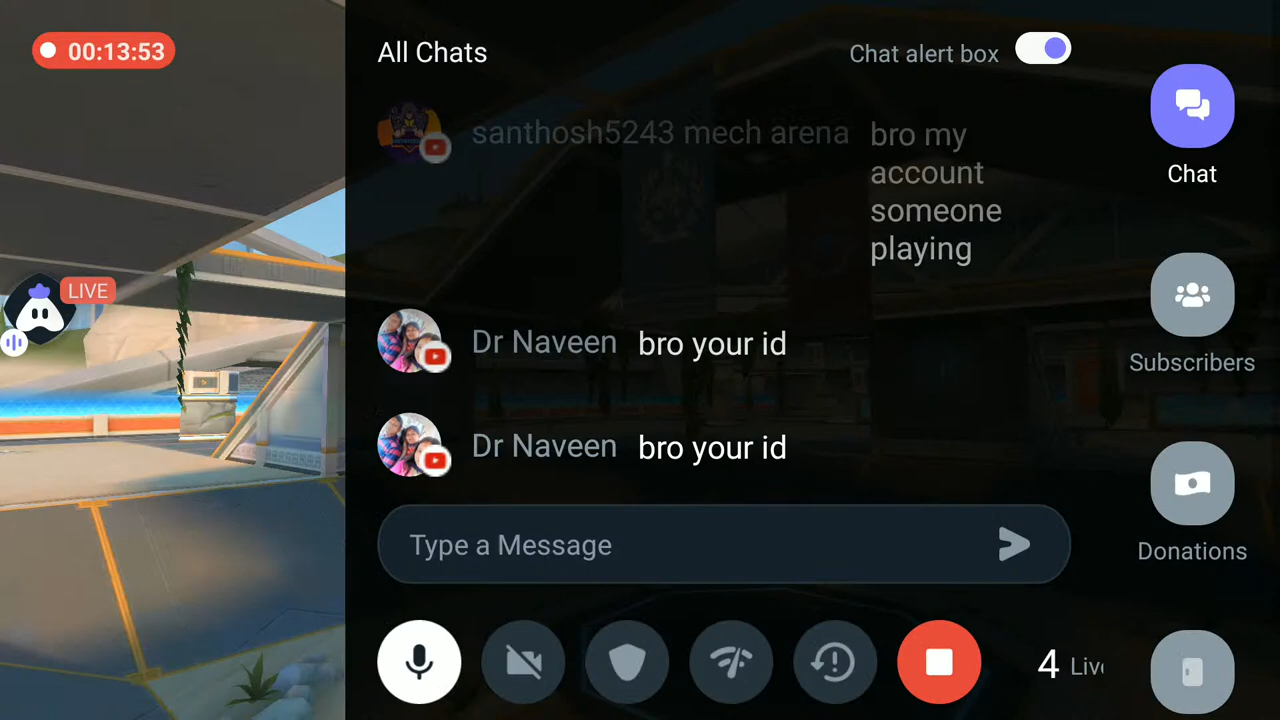 00:13:53
All Chats
Chat alert box
santhosh5243 mech arena
bro my
account
someone
playing
Chat
LIVE
Dr Naveen bro your id
Subscribers
Dr Naveen bro your id
Type a Message
Donations
4 Live